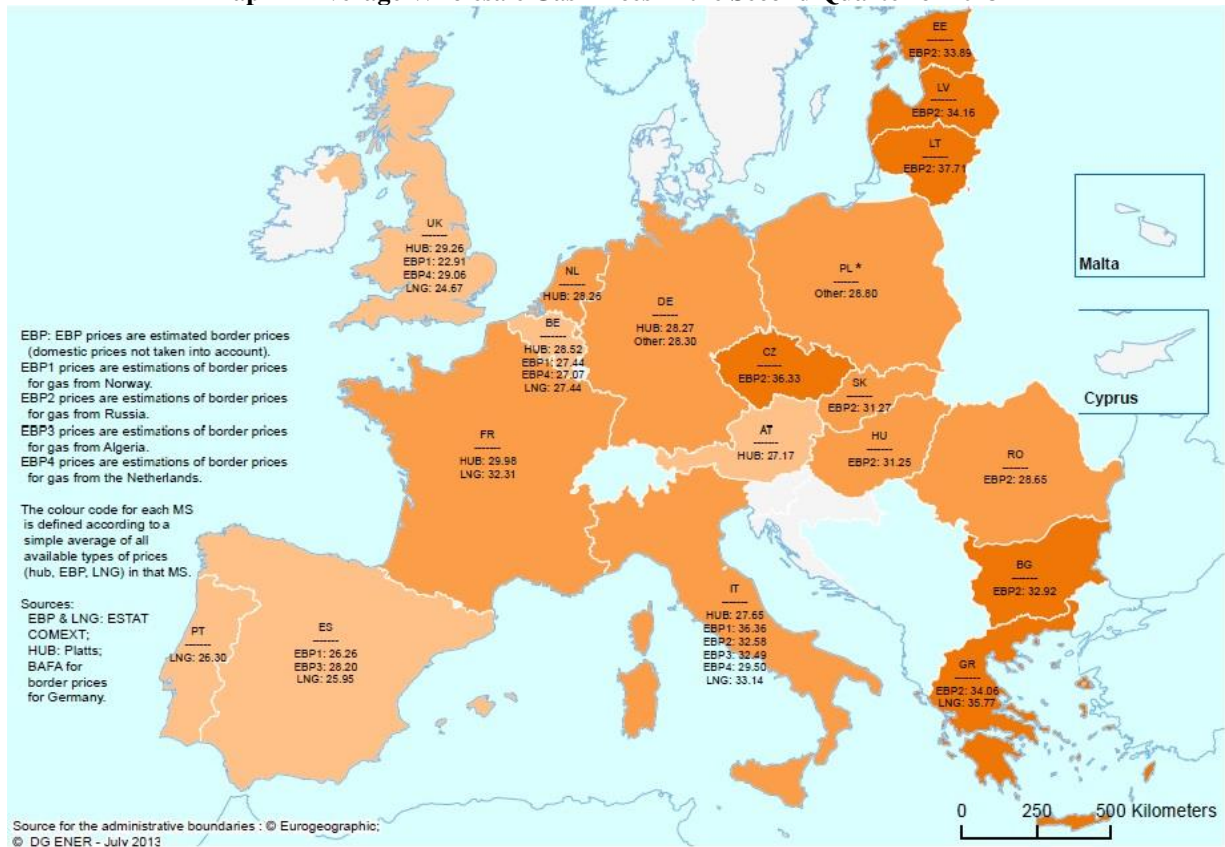 EE
-------
EBP2: 33.89
LV
-------
EBP2: 34.16
LT
-------
EBP2: 37.71
Malta
Cyprus
UK
-------
HUB: 29.26
EBP1: 22.91
EBP4: 29.06
LNG: 24.67
NL
-------
HUB: 28.26
BE
-------
HUB: 28.52
EBP1: 27.44
EBP4: 27.07
LNG: 27.44
DE
-------
HUB: 28.27
Other: 28.30
PL *
-------
Other: 28.80
CZ
-------
EBP2: 36.33
SK
-------
EBP2: 31.27
AT
-------
HUB: 27.17
HU
-------
EBP2: 31.25
RO
-------
EBP2: 28.65
BG
-------
EBP2: 32.92
GR
-------
EBP2: 34.06
LNG: 35.77
FR
-------
HUB: 29.98
LNG: 32.31
IT
-------
HUB: 27.65
EBP1: 36.36
EBP2: 32.58
EBP3: 32.49
EBP4: 29.50
LNG: 33.14
PT
-------
LNG: 26.30
ES
-------
EBP1: 26.26
EBP3: 28.20
LNG: 25.95
EBP: EBP prices are estimated border prices
(domestic prices not taken into account).
EBP1 prices are estimations of border prices
for gas from Norway.
EBP2 prices are estimations of border prices
for gas from Russia.
EBP3 prices are estimations of border prices
for gas from Algeria.
EBP4 prices are estimations of border prices
for gas from the Netherlands.
The colour code for each MS
is defined according to a
simple average of all
available types of prices
(hub, EBP, LNG) in that MS.
Sources:
EBP & LNG: ESTAT
COMEXT;
HUB: Platts;
BAFA for
border prices
for Germany.
0 250 500 Kilometers
Source for the administrative boundaries : © Eurogeographic;
© DG ENER - July 2013